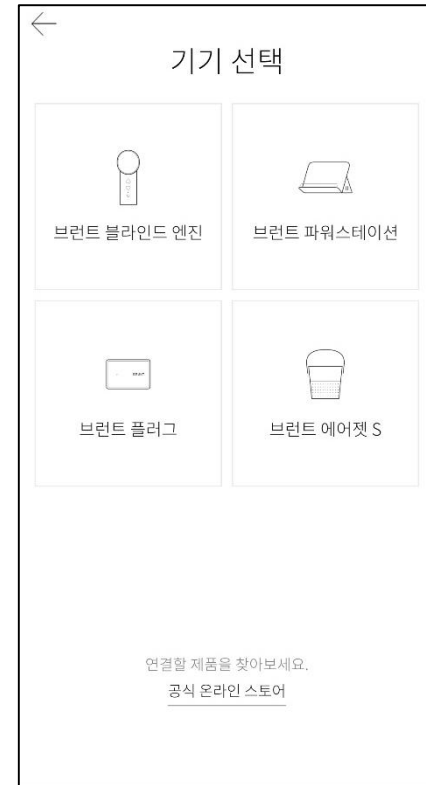 기기 선택
브런트 블라인드 엔진
브런트 파워스테이션
브런트 플러그
브런트 에어젯 S
연결할 제품을 찾아보세요.
공식 온라인 스토어